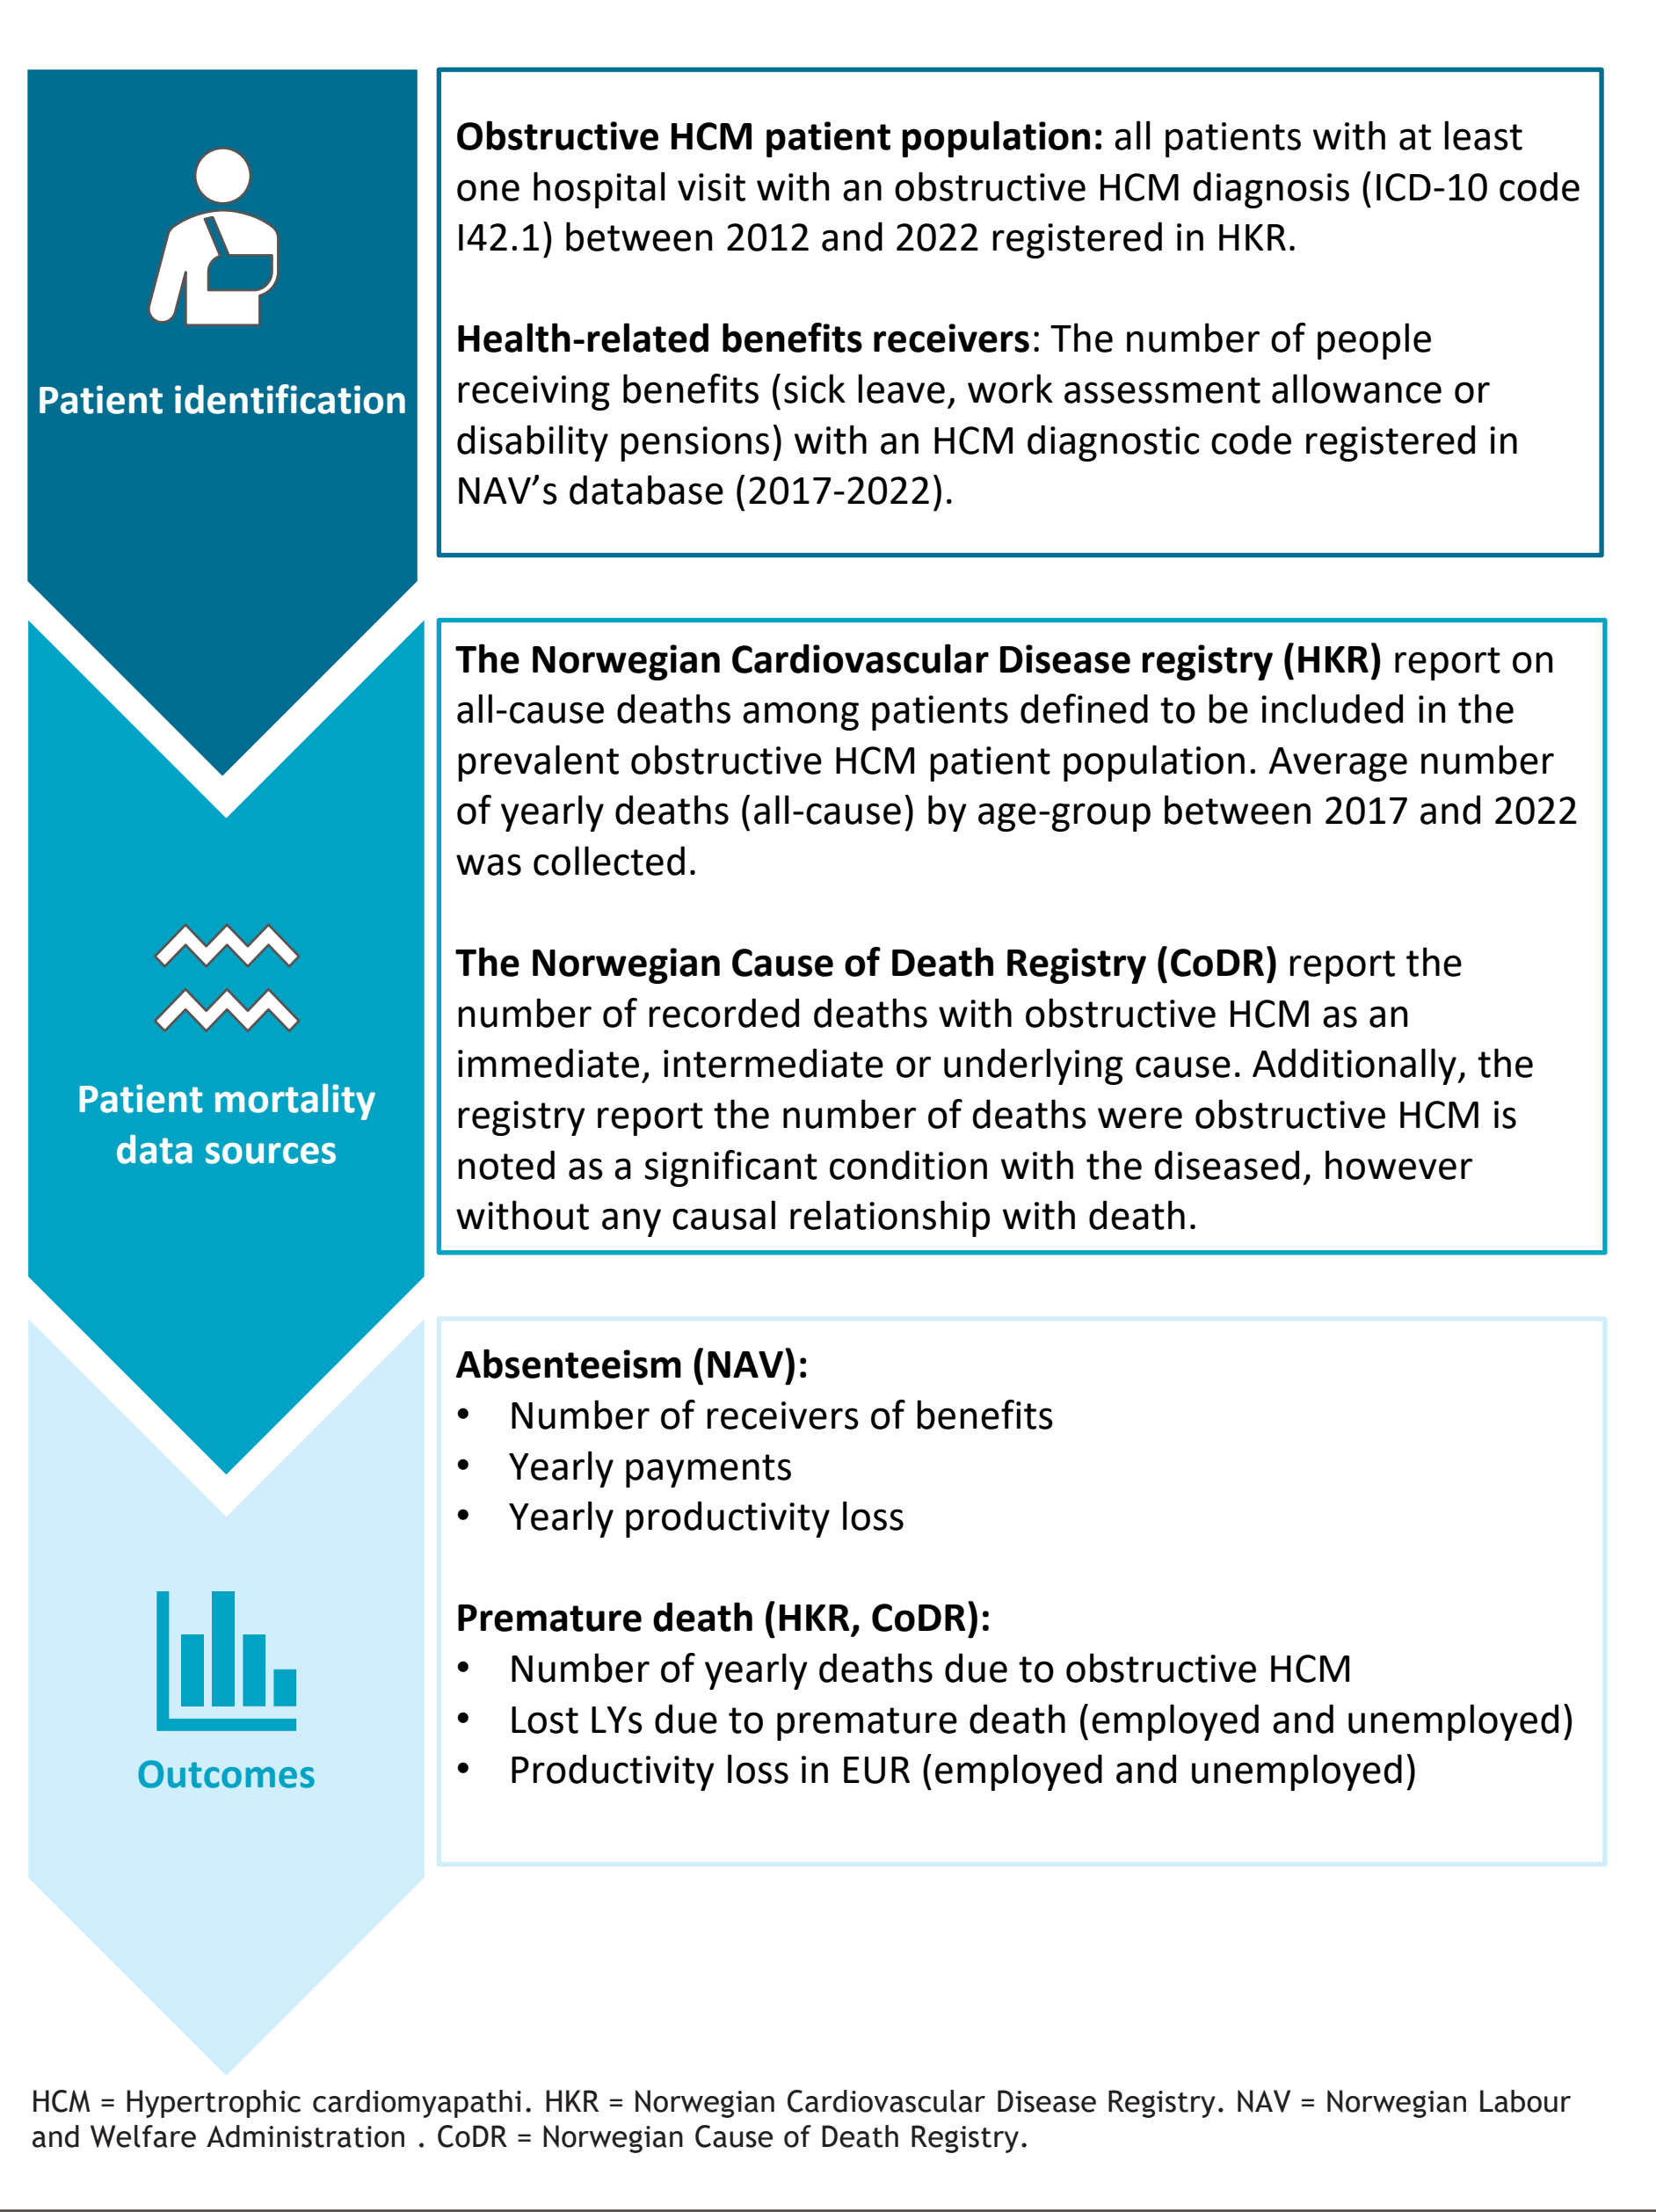 Patient identification
Obstructive HCM patient population: all patients with at least
one hospital visit with an obstructive HCM diagnosis (ICD-10 code
I42.1) between 2012 and 2022 registered in HKR.
Health-related benefits receivers: The number of people
receiving benefits (sick leave, work assessment allowance or
disability pensions) with an HCM diagnostic code registered in
NAV’s database (2017-2022).
Patient mortality
data sources
The Norwegian Cardiovascular Disease registry (HKR) report on
all-cause deaths among patients defined to be included in the
prevalent obstructive HCM patient population. Average number
of yearly deaths (all-cause) by age-group between 2017 and 2022
was collected.
The Norwegian Cause of Death Registry (CoDR) report the
number of recorded deaths with obstructive HCM as an
immediate, intermediate or underlying cause. Additionally, the
registry report the number of deaths were obstructive HCM is
noted as a significant condition with the diseased, however
without any causal relationship with death.
Outcomes
Absenteeism (NAV):
• Number of receivers of benefits
• Yearly payments
• Yearly productivity loss
Premature death (HKR, CoDR):
• Number of yearly deaths due to obstructive HCM
• Lost LYs due to premature death (employed and unemployed)
• Productivity loss in EUR (employed and unemployed)
HCM = Hypertrophic cardiomyapathi. HKR = Norwegian Cardiovascular Disease Registry. NAV = Norwegian Labour
and Welfare Administration . CoDR = Norwegian Cause of Death Registry.